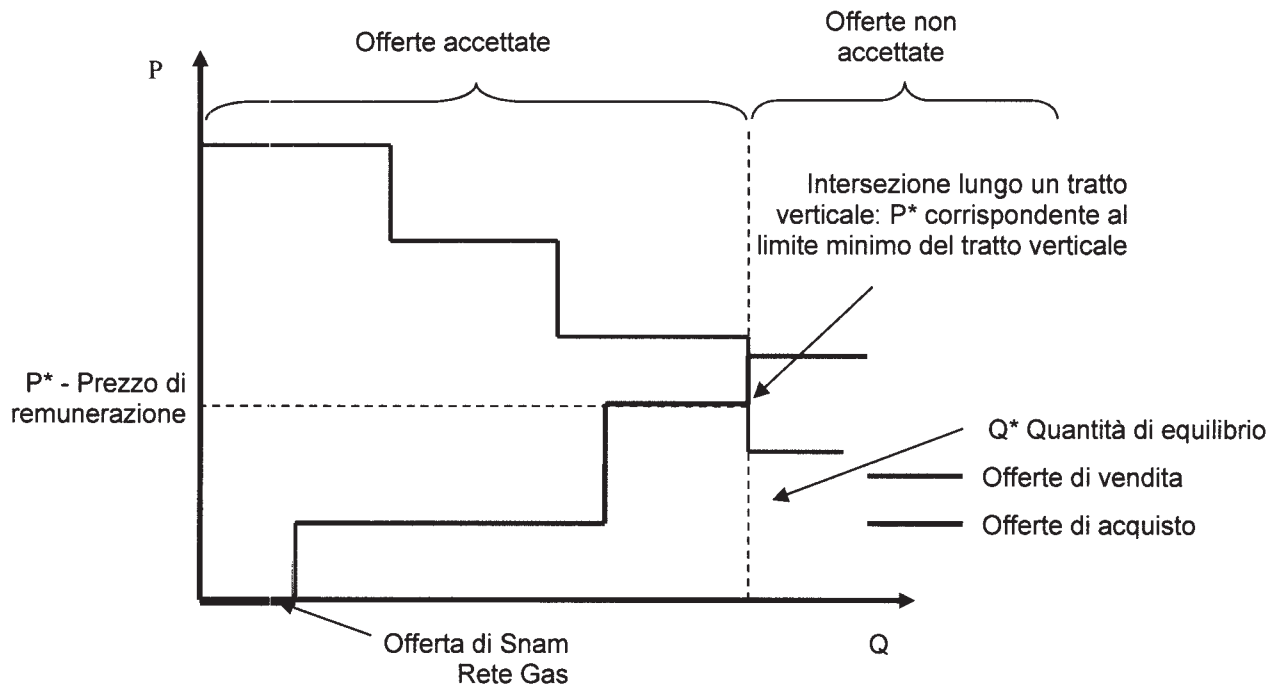 Offerte accettate
Offerte non
accettate
P
Intersezione lungo un tratto
verticale: P* corrispondente al
limite minimo del tratto verticale
P* - Prezzo di
remunerazione
Q* Quantità di equilibrio
Offerte di vendita
Offerte di acquisto
Offerta di Snam
Rete Gas
Q